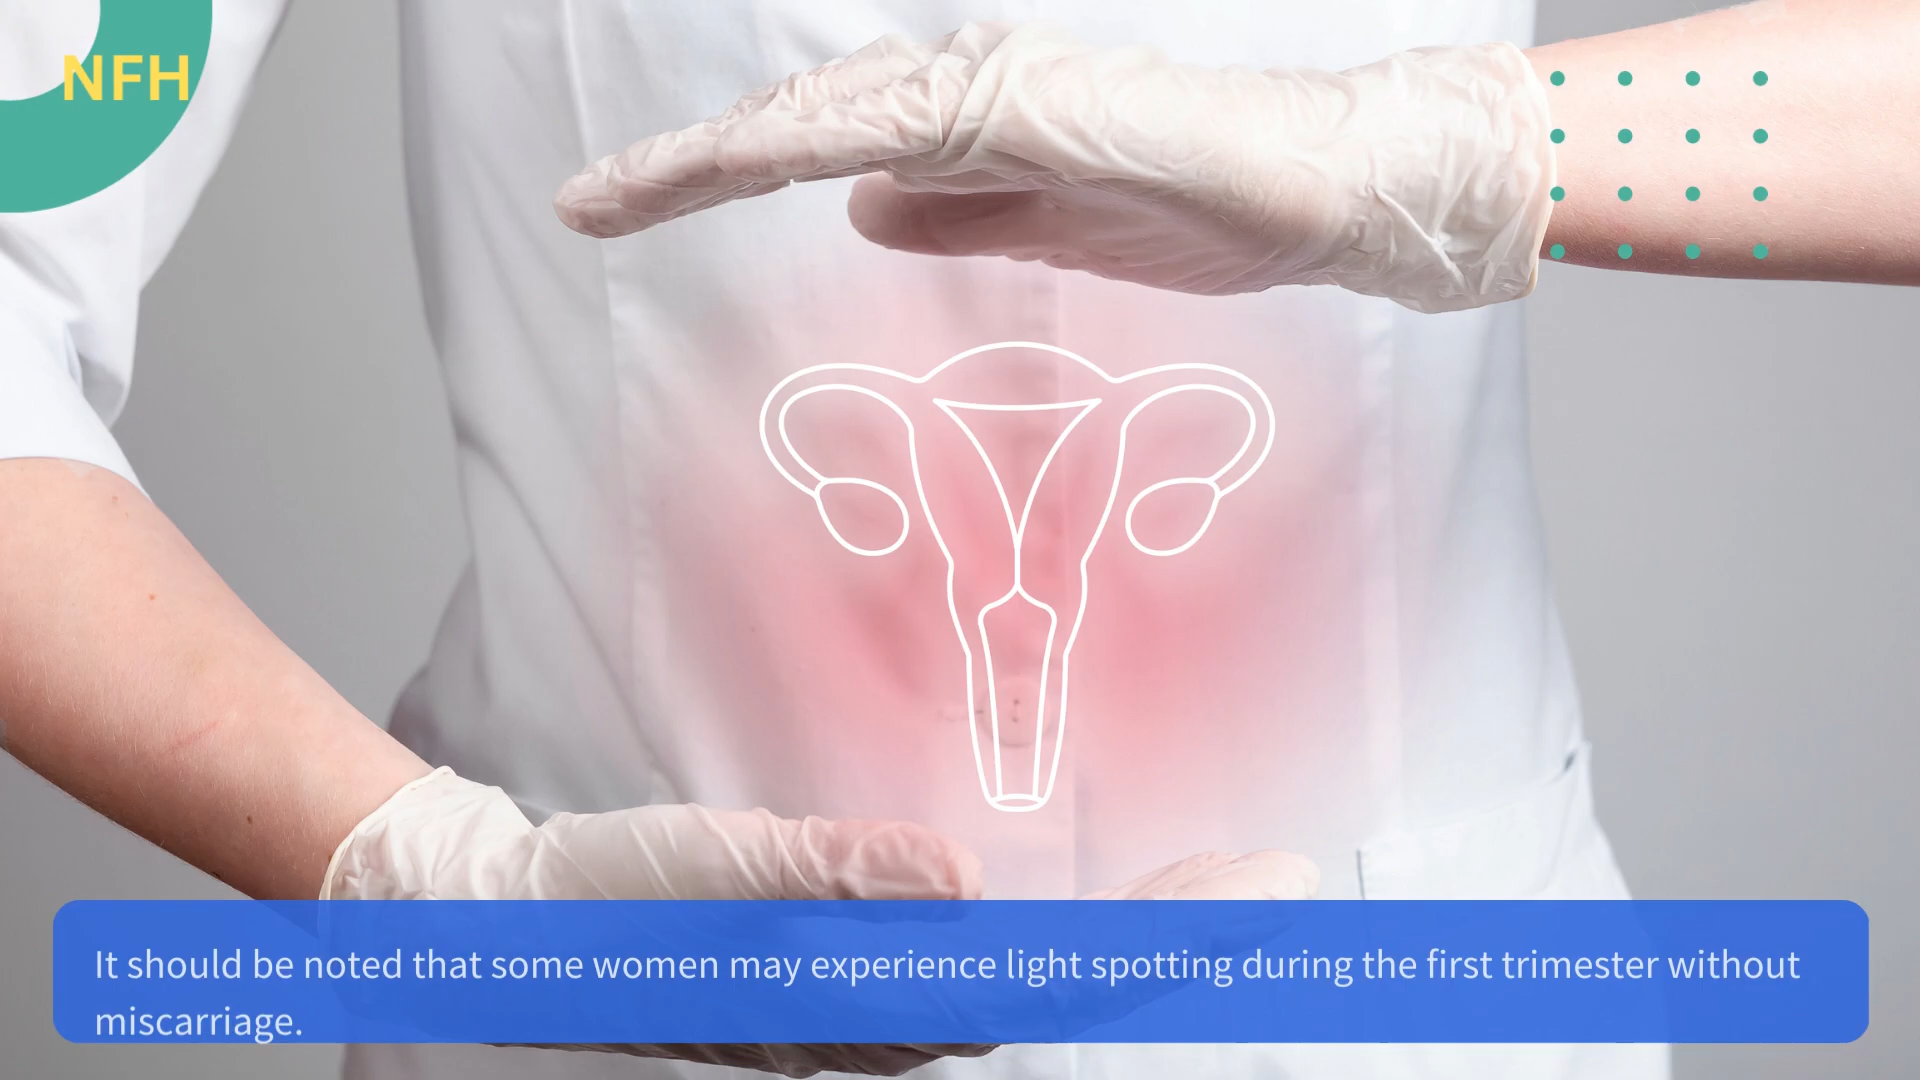 NFH
It should be noted that some women may experience light spotting during the first trimester without
miscarriage.